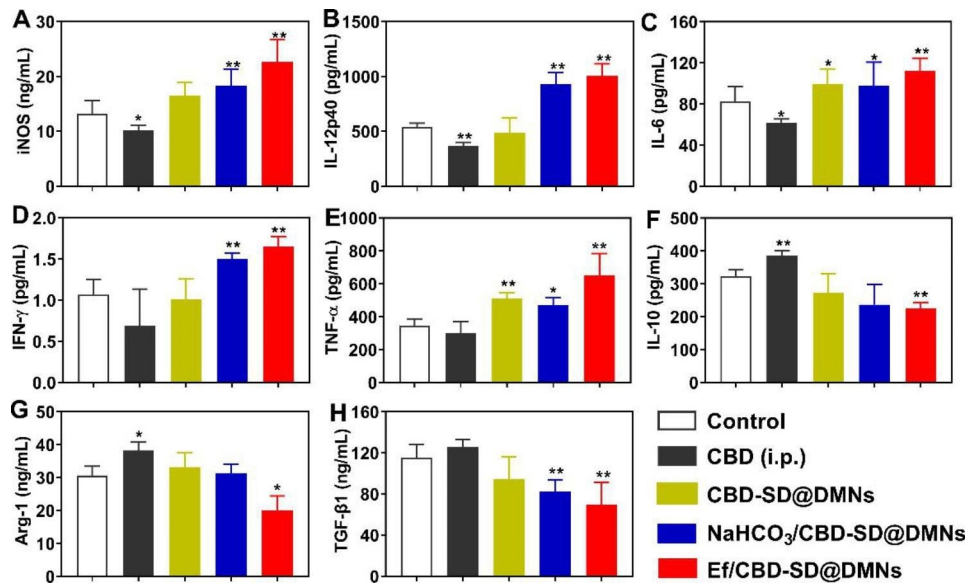 A
iNOS (ng/mL)
30
20
10
0
*
**
**
B
IL-12p40 (pg/mL)
1500
1000
500
0
**
**
**
C
IL-6 (pg/mL)
160
120
80
40
0
*
*
*
**
D
IFN-γ (pg/mL)
2.0
1.5
1.0
0.5
0.0
**
**
E
TNF-α (pg/mL)
1000
800
600
400
200
0
**
*
**
F
IL-10 (pg/mL)
400
300
200
100
0
**
**
G
Arg-1 (ng/mL)
50
40
30
20
10
0
*
*
H
TGF-β1 (ng/mL)
160
120
80
40
0
**
**
Control
CBD (i.p.)
CBD-SD@DMNs
NaHCO₃/CBD-SD@DMNs
Ef/CBD-SD@DMNs